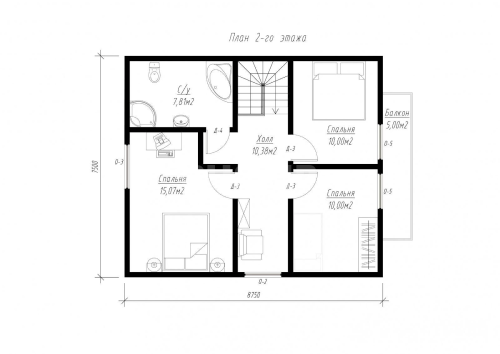 План 2-го этажа
С/у
7,81м2
Д-4
Холл
10,38м2
Д-3
Спальня
10,00м2
Балкон
5,00м2
О-5
О-3
Спальня
15,07м2
Д-3
Д-3
Спальня
10,00м2
О-5
О-2
7500
8750